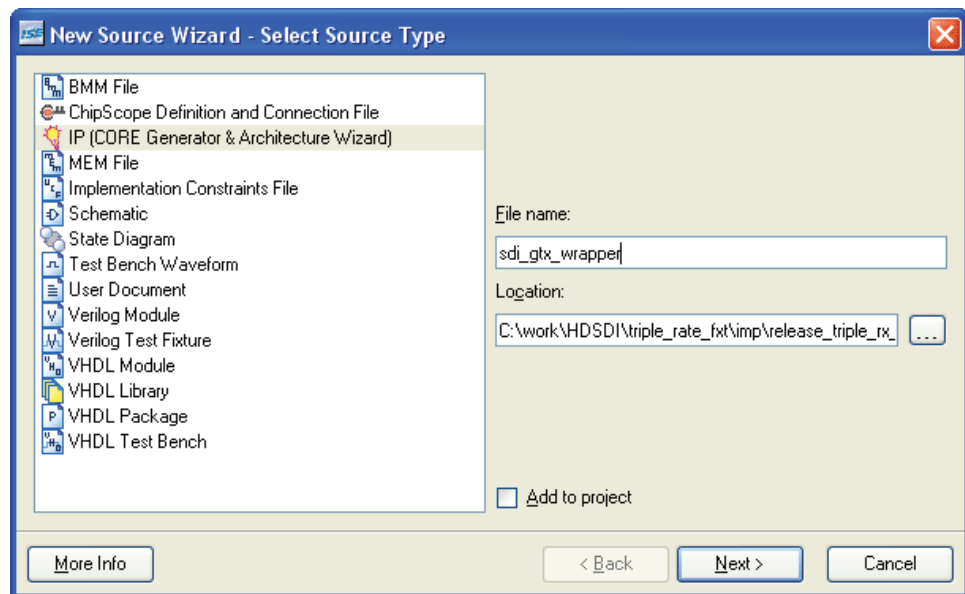 ISE New Source Wizard - Select Source Type
BMM File
ChipScope Definition and Connection File
IP (CORE Generator & Architecture Wizard)
MEM File
Implementation Constraints File
Schematic
State Diagram
Test Bench Waveform
User Document
Verilog Module
Verilog Test Fixture
VHDL Module
VHDL Library
VHDL Package
VHDL Test Bench
File name:
sdi_gtx_wrapper
Location:
C:\work\HDSDI\triple_rate_fxt\imp\release_triple_rx_ ...
Add to project
More Info < Back Next > Cancel